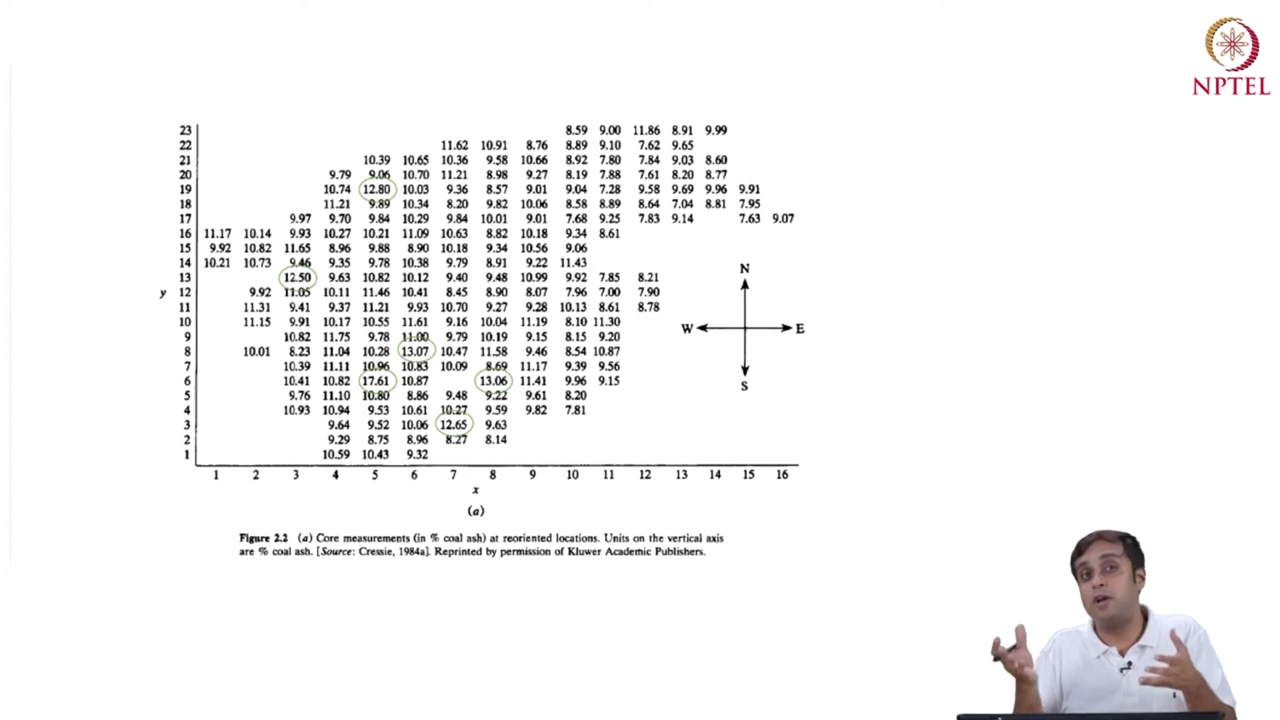 NPTEL
23 8.59 9.00 11.86 8.91 9.99
22 11.62 10.91 8.76 8.89 9.10 7.62 9.65
21 10.39 10.65 10.36 9.58 10.66 8.92 7.80 7.84 9.03 8.60
20 9.79 9.06 10.70 11.21 8.98 9.27 8.19 7.88 7.61 8.20 8.77
19 10.74 12.80 10.03 9.36 8.57 9.01 9.04 7.28 9.58 9.69 9.96 9.91
18 11.21 9.89 10.34 8.20 9.82 10.06 8.58 8.89 8.64 7.04 8.81 7.95
17 9.97 9.70 9.84 10.29 9.84 10.01 9.01 7.68 9.25 7.83 9.14 7.63 9.07
16 11.17 10.14 9.93 10.27 10.21 11.09 10.63 8.82 10.18 9.34 8.61
15 9.92 10.82 11.65 8.96 9.88 8.90 10.18 9.34 10.56 9.06
14 10.21 10.73 9.46 9.35 9.78 10.38 9.79 8.91 9.22 11.43
13 12.50 9.63 10.82 10.12 9.40 9.48 10.99 9.92 7.85 8.21
y 12 9.92 11.05 10.11 11.46 10.41 8.45 8.90 8.07 7.96 7.00 7.90
11 11.31 9.41 9.37 11.21 9.93 10.70 9.27 9.28 10.13 8.61 8.78
10 11.15 9.91 10.17 10.55 11.61 9.16 10.04 11.19 8.10 11.30
9 10.82 11.75 9.78 11.00 9.79 10.19 9.15 8.15 9.20
8 10.01 8.23 11.04 10.28 13.07 10.47 11.58 9.46 8.54 10.87
7 10.39 11.11 10.96 10.83 10.09 8.69 11.17 9.39 9.56
6 10.41 10.82 17.61 10.87 13.06 11.41 9.96 9.15
5 9.76 11.10 10.80 8.86 9.48 9.22 9.61 8.20
4 10.93 10.94 9.53 10.61 10.27 9.59 9.82 7.81
3 9.64 9.52 10.06 12.65 9.63
2 9.29 8.75 8.96 8.27 8.14
1 10.59 10.43 9.32
1 2 3 4 5 6 7 8 9 10 11 12 13 14 15 16
x
(a)
N
W E
S
Figure 2.2 (a) Core measurements (in % coal ash) at reoriented locations. Units on the vertical axis
are % coal ash. [Source: Cressie, 1984a]. Reprinted by permission of Kluwer Academic Publishers.